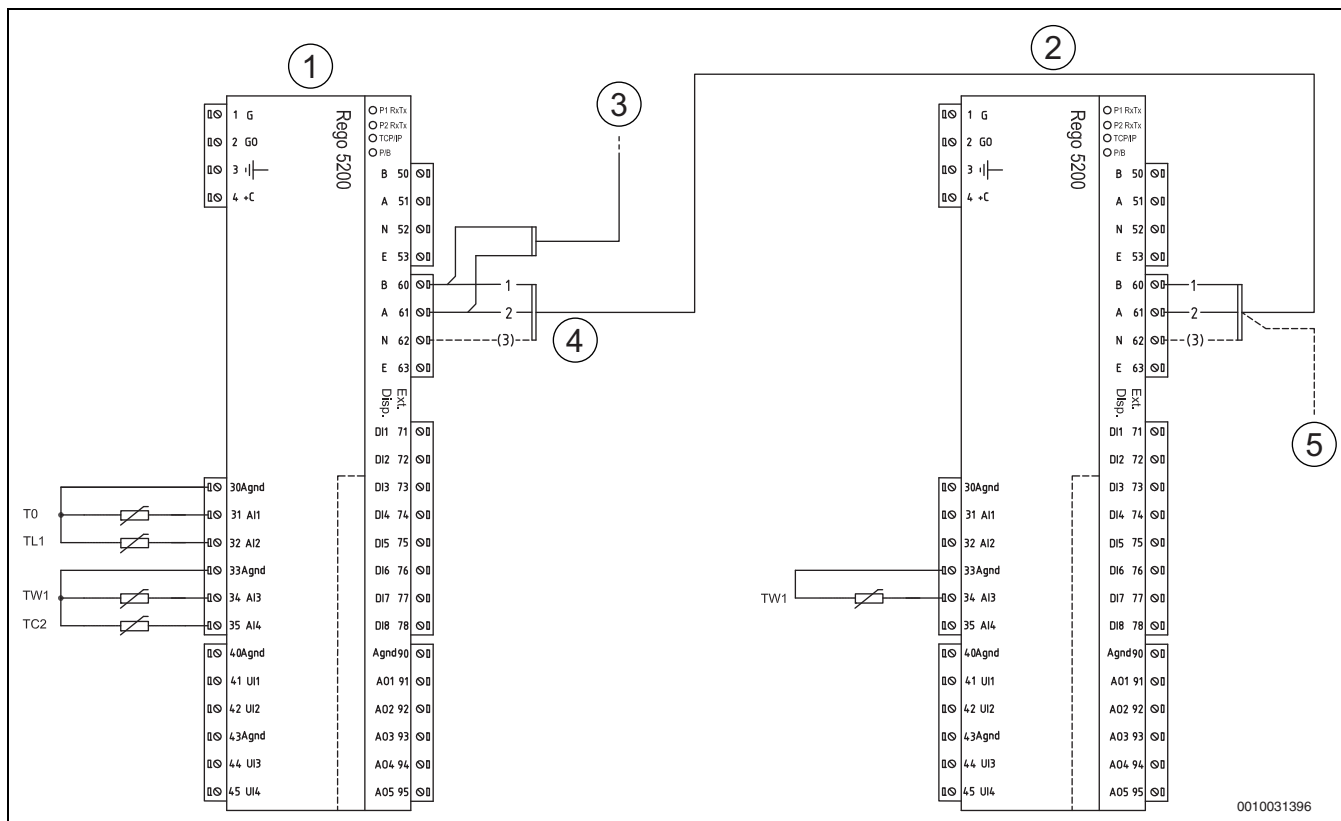 1
2
3
4
5
Rego 5200
1 G
2 G0
3
4 +C
P1 RxTx
P2 RxTx
TCP/IP
P/B
B 50
A 51
N 52
E 53
B 60
A 61
N 62
E 63
1
2
(3)
Ext.
Disp.
DI1 71
DI2 72
DI3 73
DI4 74
DI5 75
DI6 76
DI7 77
DI8 78
Agnd 90
AO1 91
AO2 92
AO3 93
AO4 94
AO5 95
T0
TL1
TW1
TC2
30Agnd
31 AI1
32 AI2
33Agnd
34 AI3
35 AI4
40Agnd
41 UI1
42 UI2
43Agnd
44 UI3
45 UI4
Rego 5200
1 G
2 G0
3
4 +C
P1 RxTx
P2 RxTx
TCP/IP
P/B
B 50
A 51
N 52
E 53
B 60
A 61
N 62
E 63
1
2
(3)
Ext.
DIsp.
DI1 71
DI2 72
DI3 73
DI4 74
DI5 75
DI6 76
DI7 77
DI8 78
Agnd 90
AO1 91
AO2 92
AO3 93
AO4 94
AO5 95
TW1
30Agnd
31 AI1
32 AI2
33Agnd
34 AI3
35 AI4
40Agnd
41 UI1
42 UI2
43Agnd
44 UI3
45 UI4
0010031396